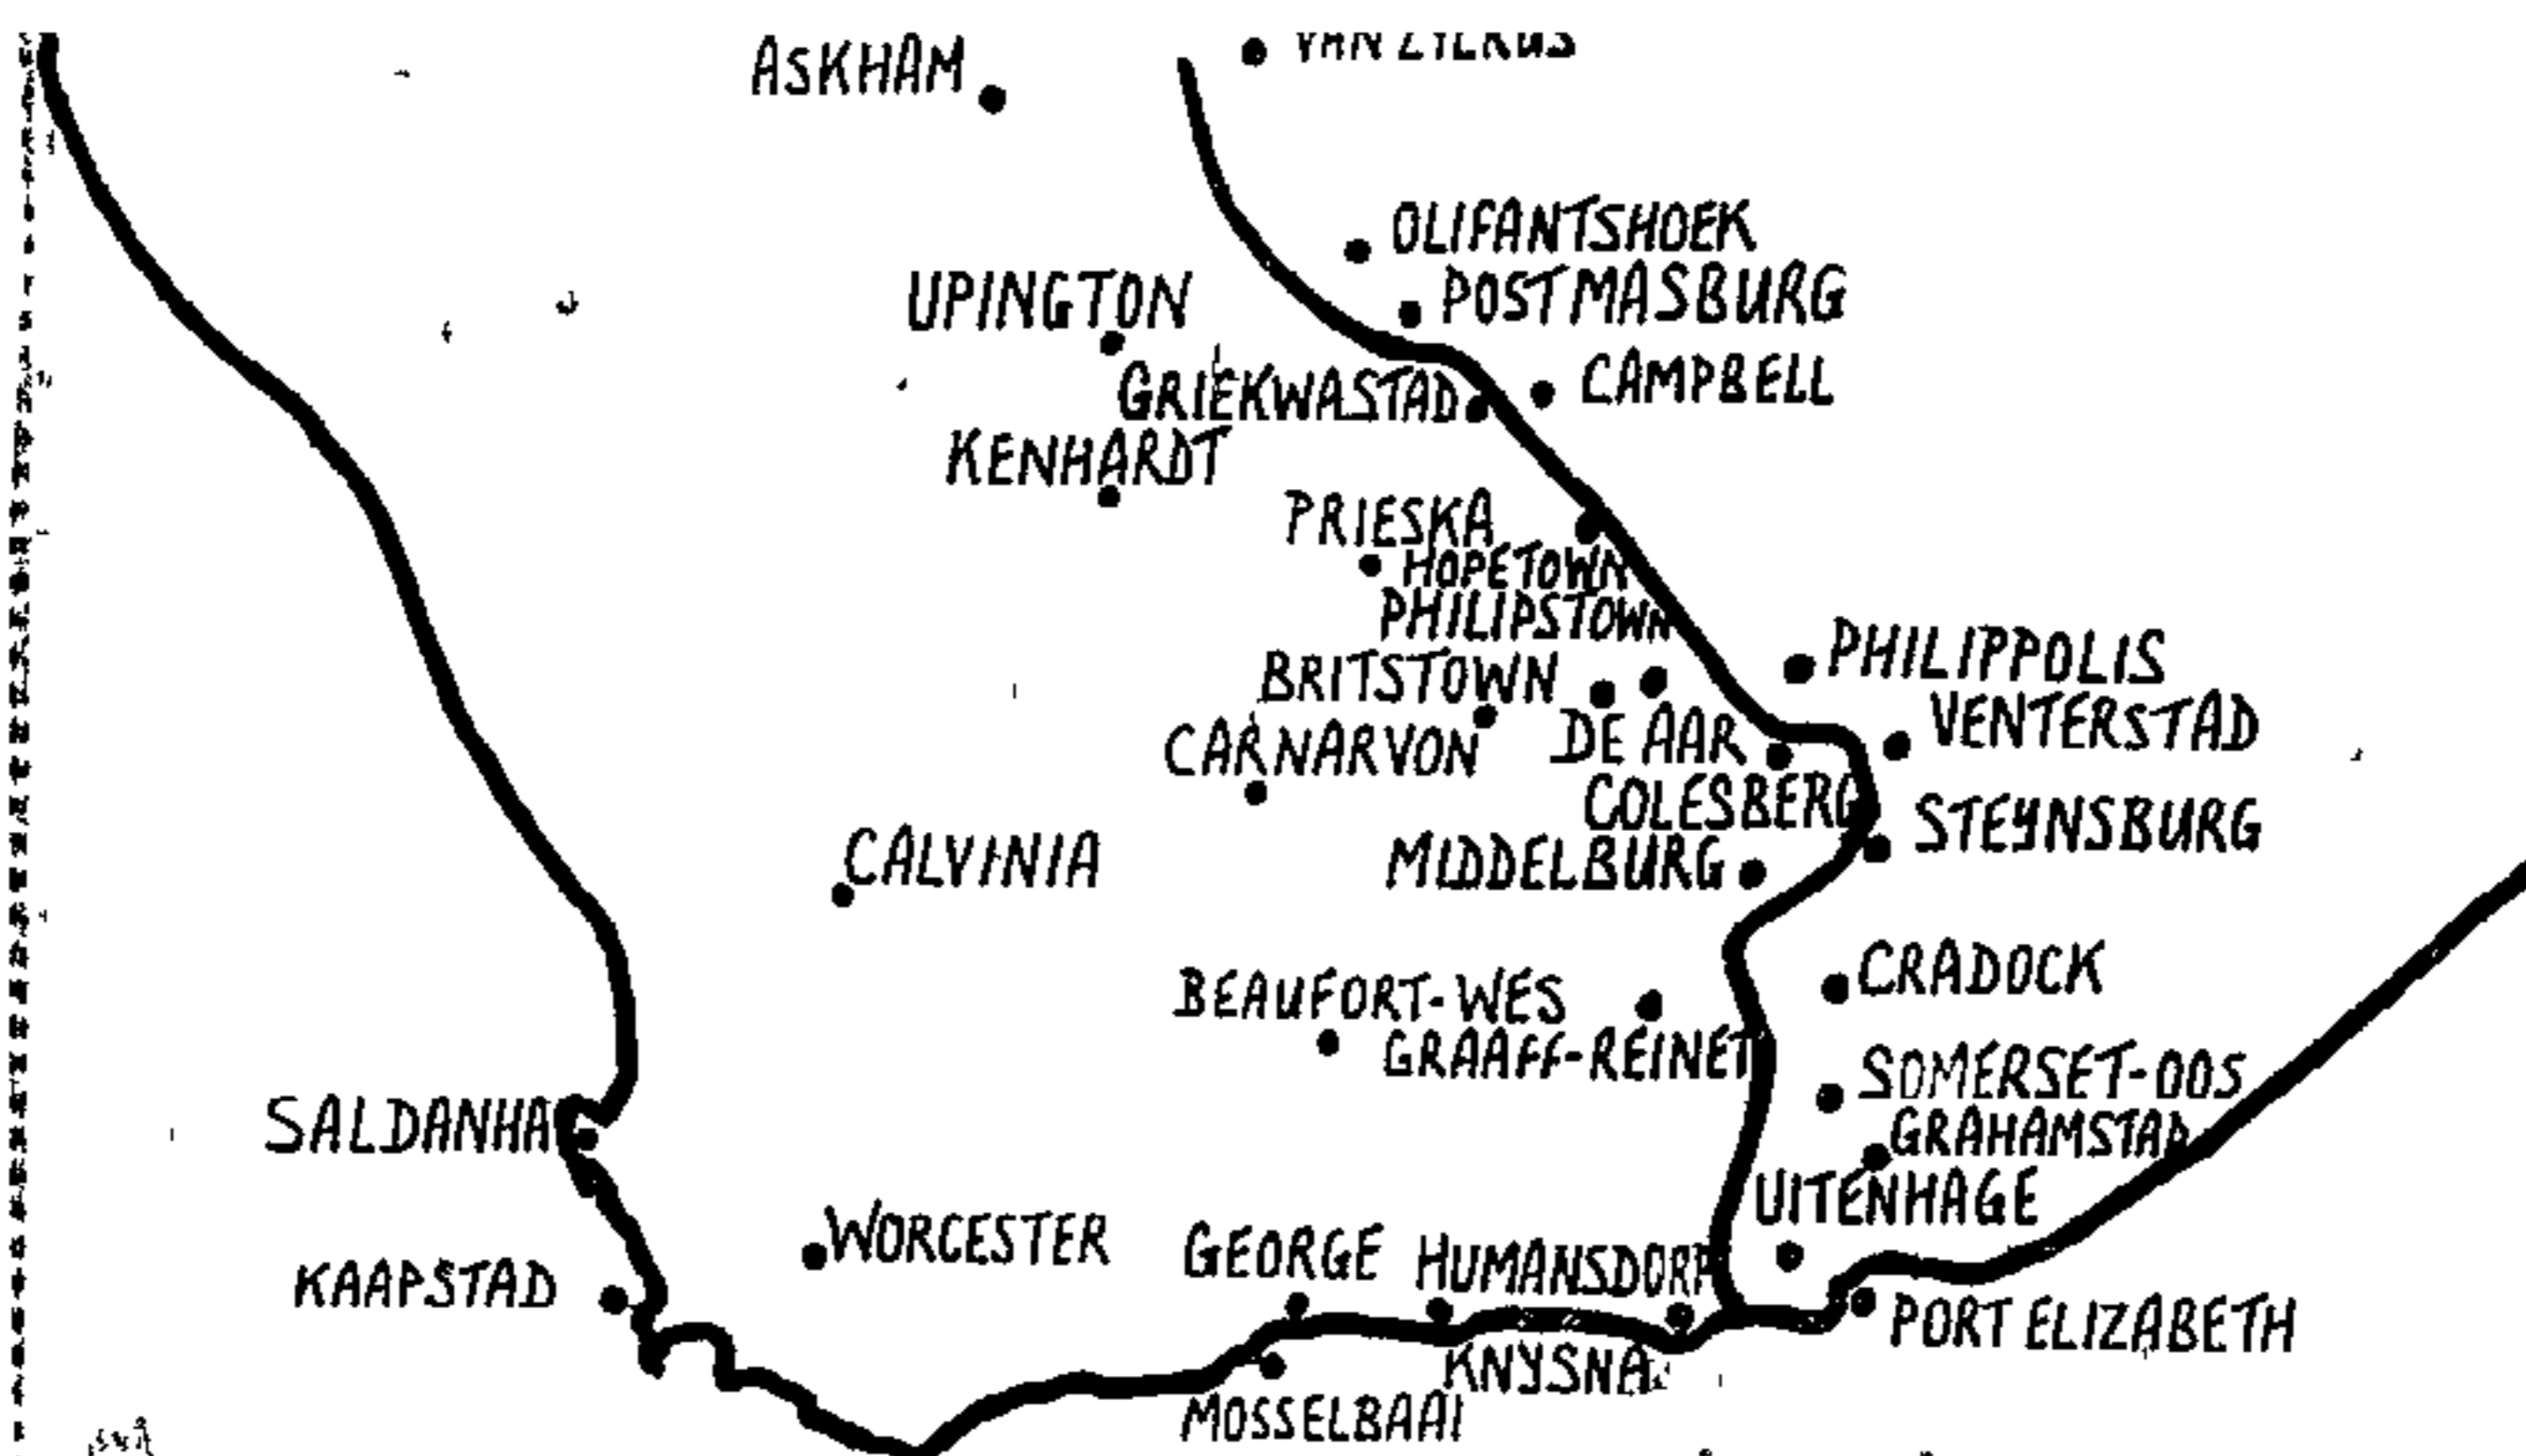 ASKHAM
OLIFANTSHOEK
UPINGTON
POSTMASBURG
GRIEKWASTAD
CAMPBELL
KENHARDT
PRIESKA
HOPETOWN
PHILIPSTOWN
BRITSTOWN
PHILIPPOLIS
CARNARVON
DE AAR
VENTERSTAD
COLESBERG
STEYNSBURG
CALVINIA
MIDDELBURG
BEAUFORT-WES
CRADOCK
GRAAFF-REINET
SOMERSET-OOS
SALDANHA
GRAHAMSTAD
UITENHAGE
WORCESTER
GEORGE
HUMANSDORP
KAAPSTAD
PORT ELIZABETH
KNYSNA
MOSSELBAAI